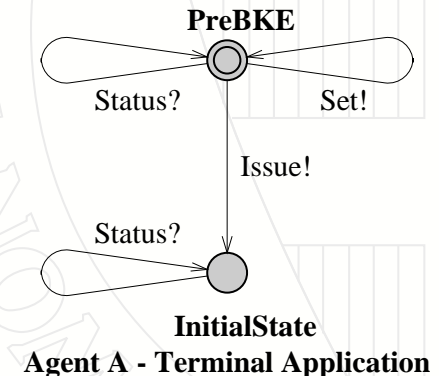 PreBKE
Status? Set!
Issue!
Status?
InitialState
Agent A - Terminal Application